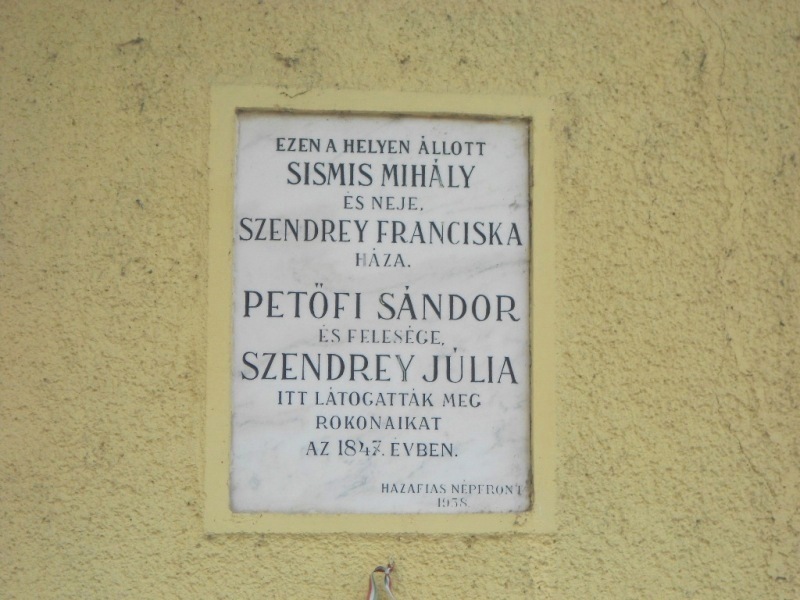 EZEN A HELYEN ÁLLOTT
SISMIS MIHÁLY
ÉS NEJE,
SZENDREY FRANCISKA
HÁZA.
PETŐFI SÁNDOR
ÉS FELESÉGE,
SZENDREY JÚLIA
ITT LÁTOGATTÁK MEG
ROKONAIKAT
AZ 1847. ÉVBEN.
HAZAFIAS NÉPFRONT
1958